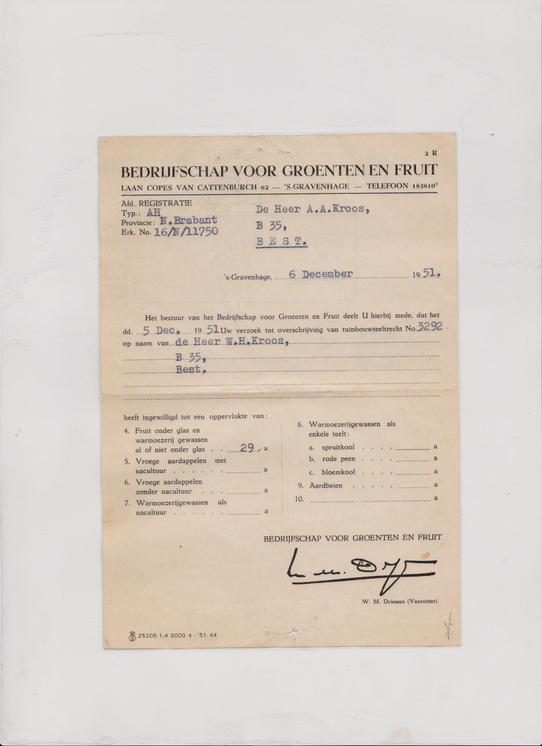 2 R
BEDRIJFSCHAP VOOR GROENTEN EN FRUIT
LAAN COPES VAN CATTENBURCH 62 — 'S-GRAVENHAGE — TELEFOON 183810*
Afd. REGISTRATIE
Typ.: AH
Provincie: N.Brabant
Erk. No. 16/N/11750
De Heer A.A.Kroos,
B 35,
BEST.
's-Gravenhage, 6 December 1951.
Het bestuur van het Bedrijfschap voor Groenten en Fruit deelt U hierbij mede, dat het
dd. 5 Dec. 1951 Uw verzoek tot overschrijving van tuinbouwteeltrecht No. 3292
op naam van de Heer W.H.Kroos,
B 35,
Best.
heeft ingewilligd tot een oppervlakte van:
4. Fruit onder glas en
warmoezerij gewassen
al of niet onder glas . . 29 . a
5. Vroege aardappelen met
nacultuur . . . . . . a
6. Vroege aardappelen
zonder nacultuur . . . . a
7. Warmoezerijgewassen als
nacultuur . . . . . . a
8. Warmoezerijgewassen als
enkele teelt:
a. spruitkool . . . . a
b. rode peen . . . . a
c. bloemkool . . . . a
9. Aardbeien . . . . . a
10. a
BEDRIJFSCHAP VOOR GROENTEN EN FRUIT
W. M. Driessen (Voorzitter)
25205 1-4 3000 4 - '51. 44